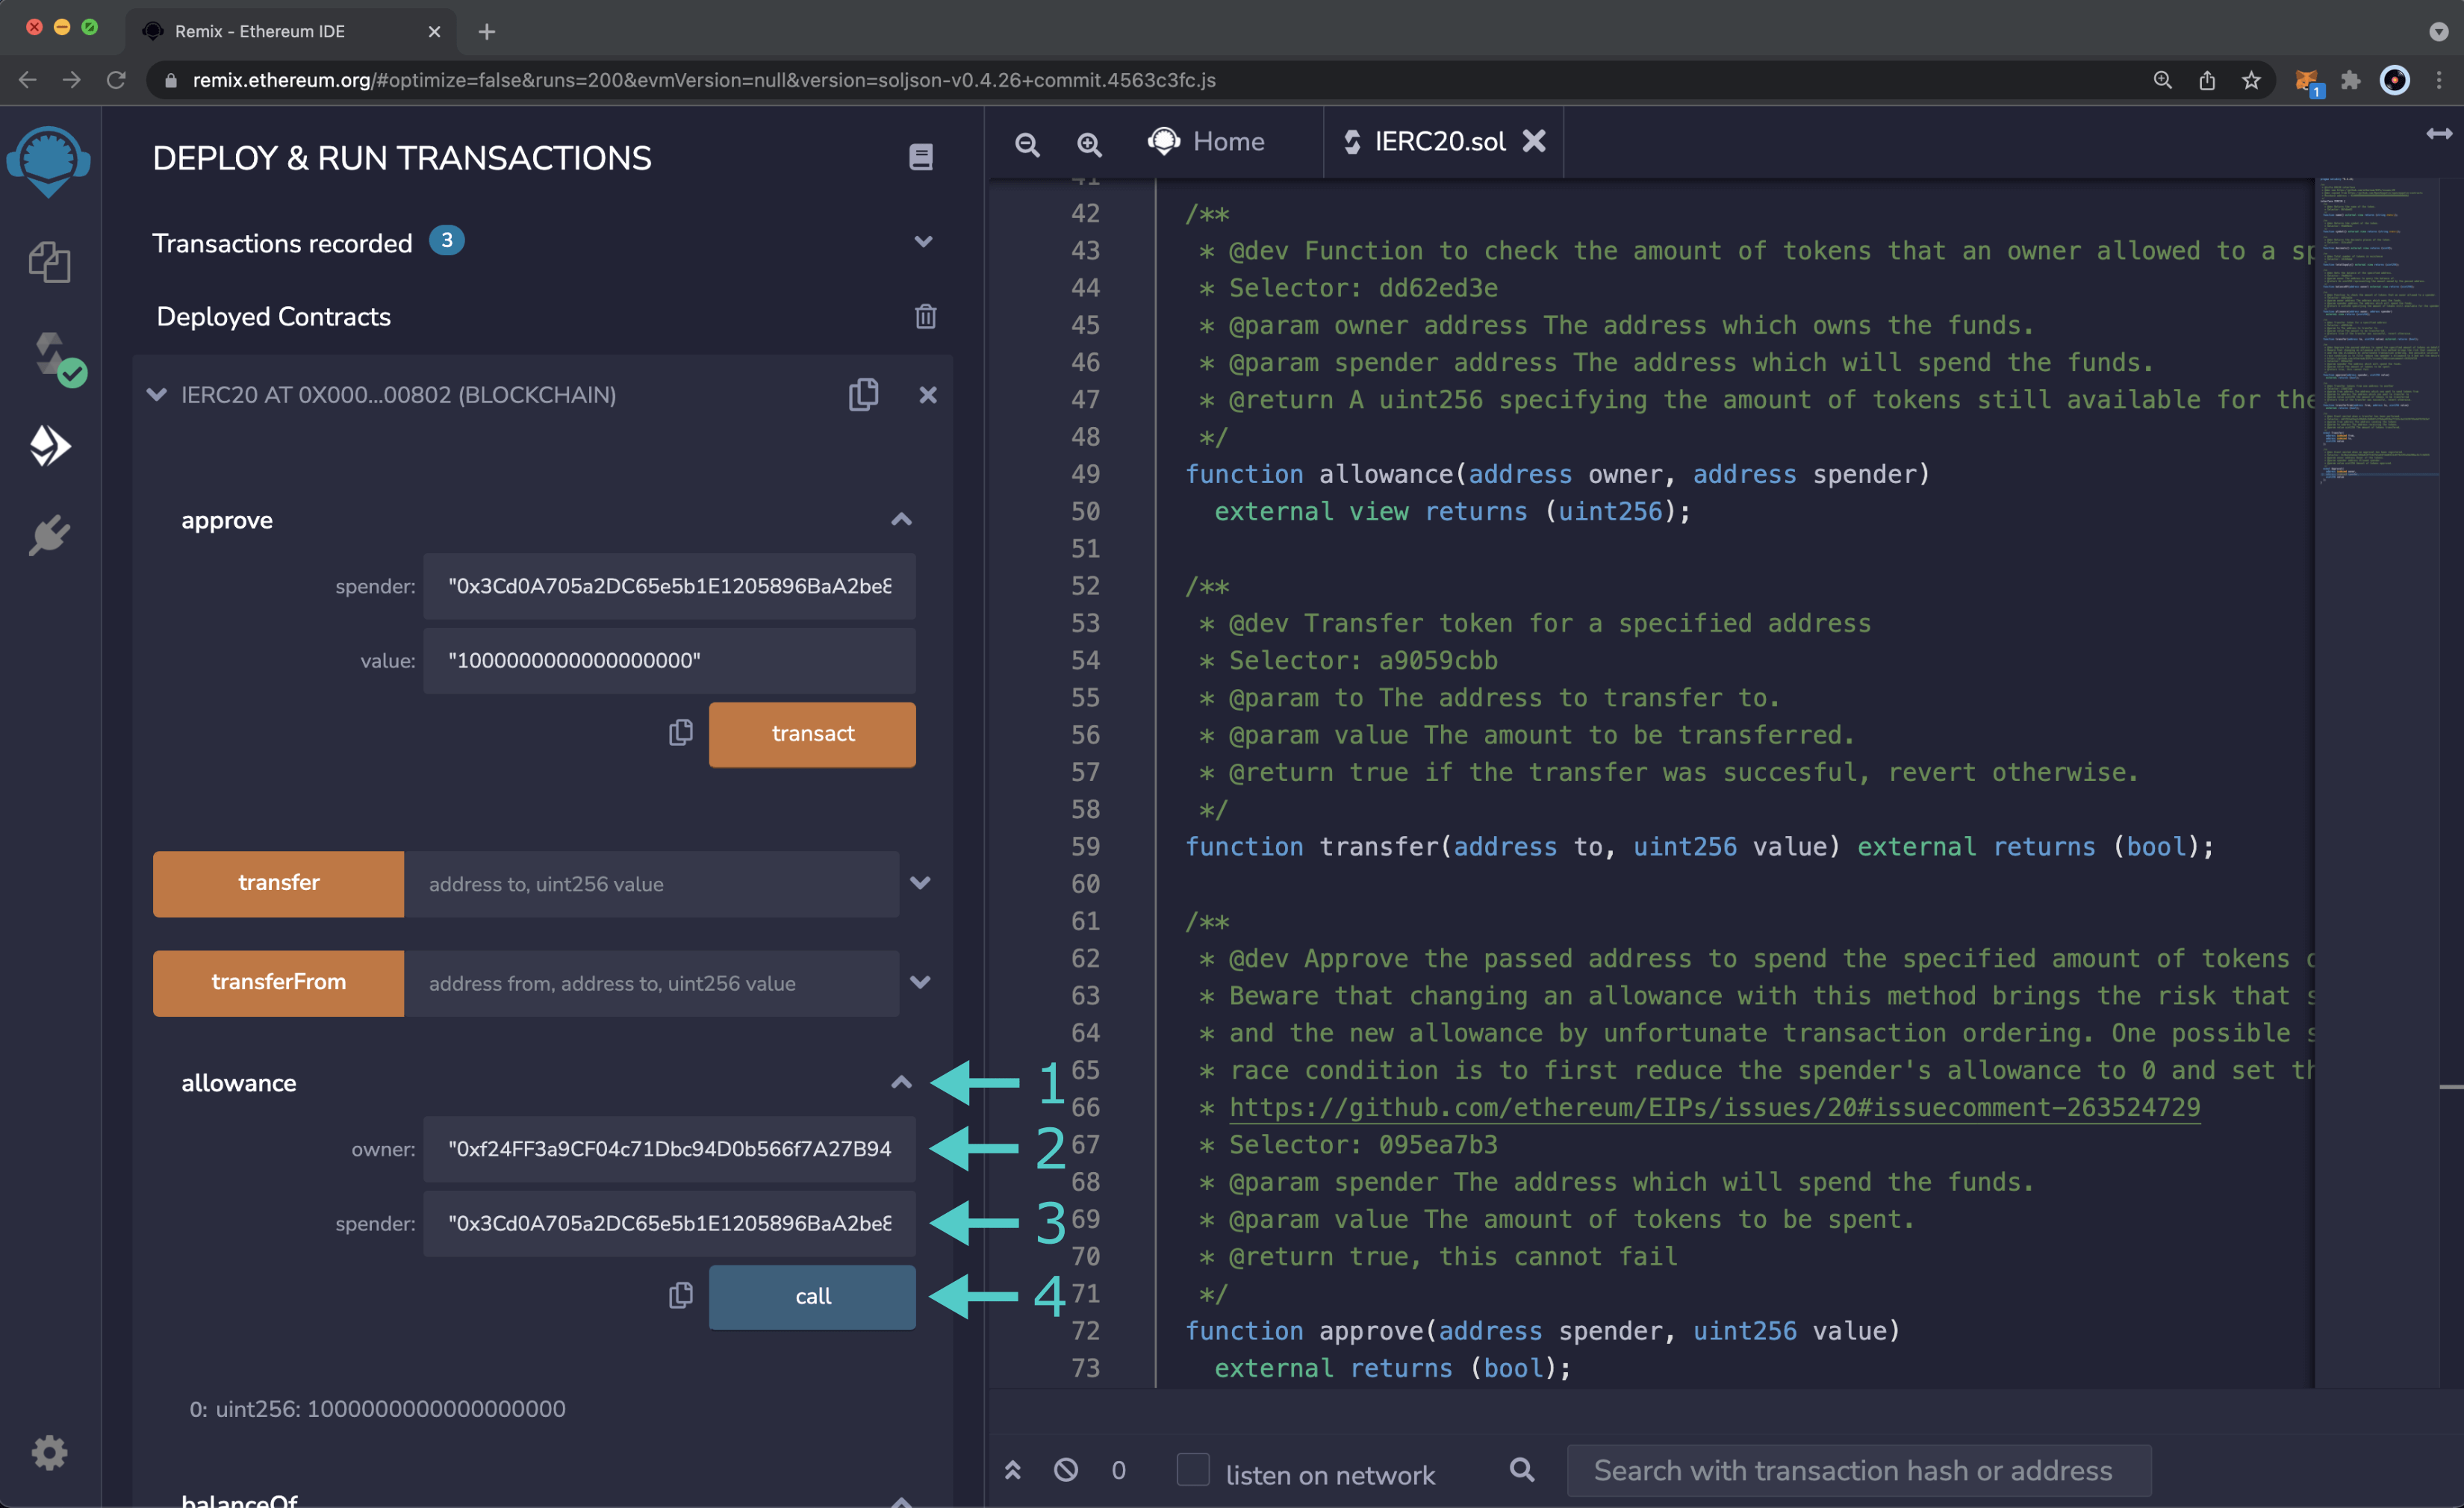 Remix - Ethereum IDE
remix.ethereum.org/#optimize=false&runs=200&evmVersion=null&version=soljson-v0.4.26+commit.4563c3fc.js
1
DEPLOY & RUN TRANSACTIONS
Transactions recorded 3
Deployed Contracts
IERC20 AT 0X000...00802 (BLOCKCHAIN)
approve
spender: "0x3Cd0A705a2DC65e5b1E1205896BaA2be8
value: "1000000000000000000"
transact
transfer address to, uint256 value
transferFrom address from, address to, uint256 value
allowance
1
owner: "0xf24FF3a9CF04c71Dbc94D0b566f7A27B94
2
spender: "0x3Cd0A705a2DC65e5b1E1205896BaA2be8
3
call
4
0: uint256: 1000000000000000000
balanceOf
Home
IERC20.sol
41
42 /**
43 * @dev Function to check the amount of tokens that an owner allowed to a sp
44 * Selector: dd62ed3e
45 * @param owner address The address which owns the funds.
46 * @param spender address The address which will spend the funds.
47 * @return A uint256 specifying the amount of tokens still available for the
48 */
49 function allowance(address owner, address spender)
50 external view returns (uint256);
51
52 /**
53 * @dev Transfer token for a specified address
54 * Selector: a9059cbb
55 * @param to The address to transfer to.
56 * @param value The amount to be transferred.
57 * @return true if the transfer was succesful, revert otherwise.
58 */
59 function transfer(address to, uint256 value) external returns (bool);
60
61 /**
62 * @dev Approve the passed address to spend the specified amount of tokens
63 * Beware that changing an allowance with this method brings the risk that s
64 * and the new allowance by unfortunate transaction ordering. One possible s
65 * race condition is to first reduce the spender's allowance to 0 and set th
66 * https://github.com/ethereum/EIPs/issues/20#issuecomment-263524729
67 * Selector: 095ea7b3
68 * @param spender The address which will spend the funds.
69 * @param value The amount of tokens to be spent.
70 * @return true, this cannot fail
71 */
72 function approve(address spender, uint256 value)
73 external returns (bool);
0
listen on network
Search with transaction hash or address